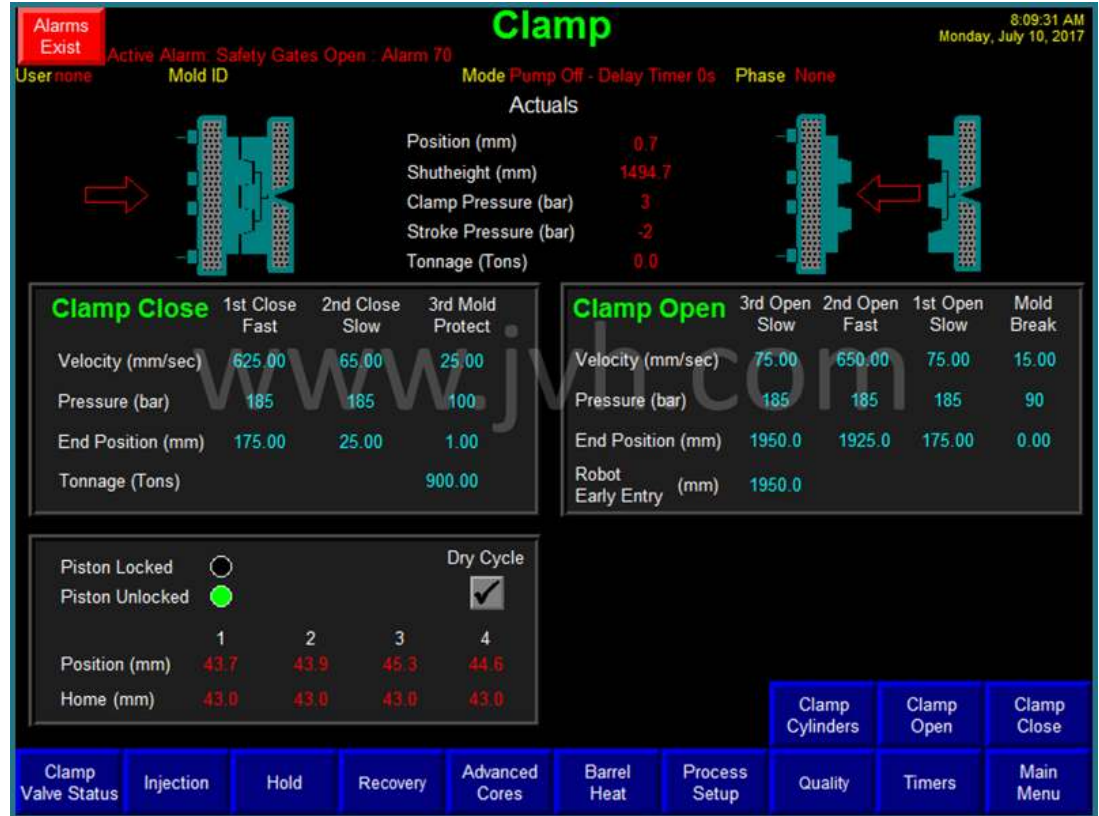 Alarms Exist
Clamp
8:09:31 AM
Monday, July 10, 2017
Active Alarm: Safety Gates Open : Alarm 70
User none Mold ID Mode Pump Off - Delay Timer 0s Phase None
Actuals
Position (mm) 0.7
Shutheight (mm) 1494.7
Clamp Pressure (bar) 3
Stroke Pressure (bar) -2
Tonnage (Tons) 0.0
Clamp Close 1st Close Fast 2nd Close Slow 3rd Mold Protect
Velocity (mm/sec) 625.00 65.00 25.00
Pressure (bar) 185 185 100
End Position (mm) 175.00 25.00 1.00
Tonnage (Tons) 900.00
Clamp Open 3rd Open Slow 2nd Open Fast 1st Open Slow Mold Break
Velocity (mm/sec) 75.00 650.00 75.00 15.00
Pressure (bar) 185 185 185 90
End Position (mm) 1950.0 1925.0 175.00 0.00
Robot Early Entry (mm) 1950.0
www.jvh.com
Piston Locked
Piston Unlocked
Dry Cycle
1 2 3 4
Position (mm) 43.7 43.9 45.3 44.6
Home (mm) 43.0 43.0 43.0 43.0
Clamp Cylinders Clamp Open Clamp Close
Clamp Valve Status Injection Hold Recovery Advanced Cores Barrel Heat Process Setup Quality Timers Main Menu